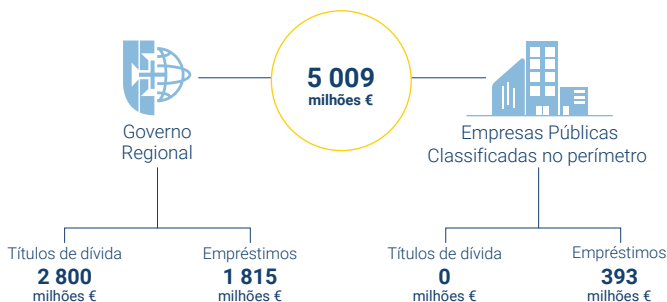 5 009
milhões €
Governo
Regional
Empresas Públicas
Classificadas no perímetro
Títulos de dívida
2 800
milhões €
Empréstimos
1 815
milhões €
Títulos de dívida
0
milhões €
Empréstimos
393
milhões €